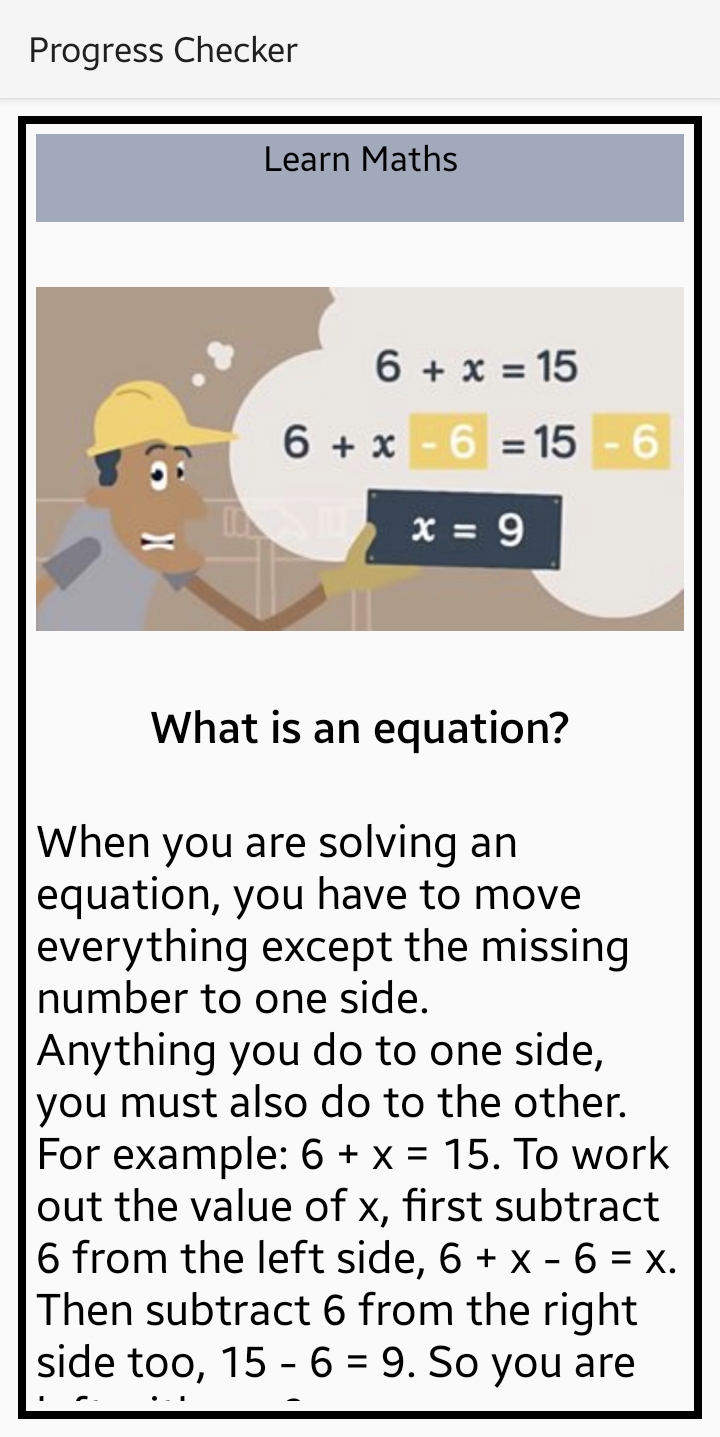 Progress Checker
Learn Maths
6 + x = 15
6 + x - 6 = 15 - 6
x = 9
What is an equation?
When you are solving an
equation, you have to move
everything except the missing
number to one side.
Anything you do to one side,
you must also do to the other.
For example: 6 + x = 15. To work
out the value of x, first subtract
6 from the left side, 6 + x - 6 = x.
Then subtract 6 from the right
side too, 15 - 6 = 9. So you are